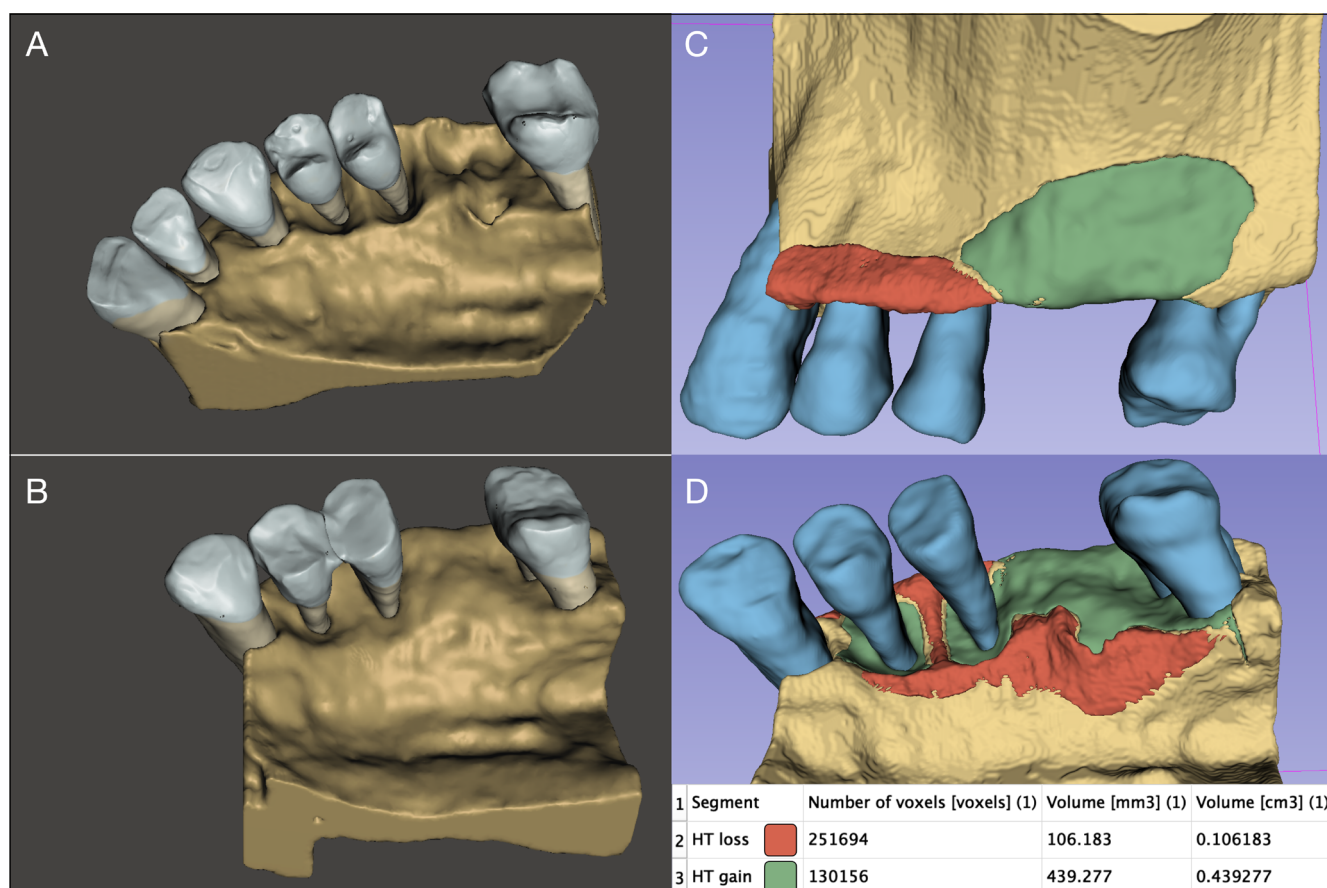 A
C
B
D
1 Segment Number of voxels [voxels] (1) Volume [mm3] (1) Volume [cm3] (1)
2 HT loss 251694 106.183 0.106183
3 HT gain 130156 439.277 0.439277